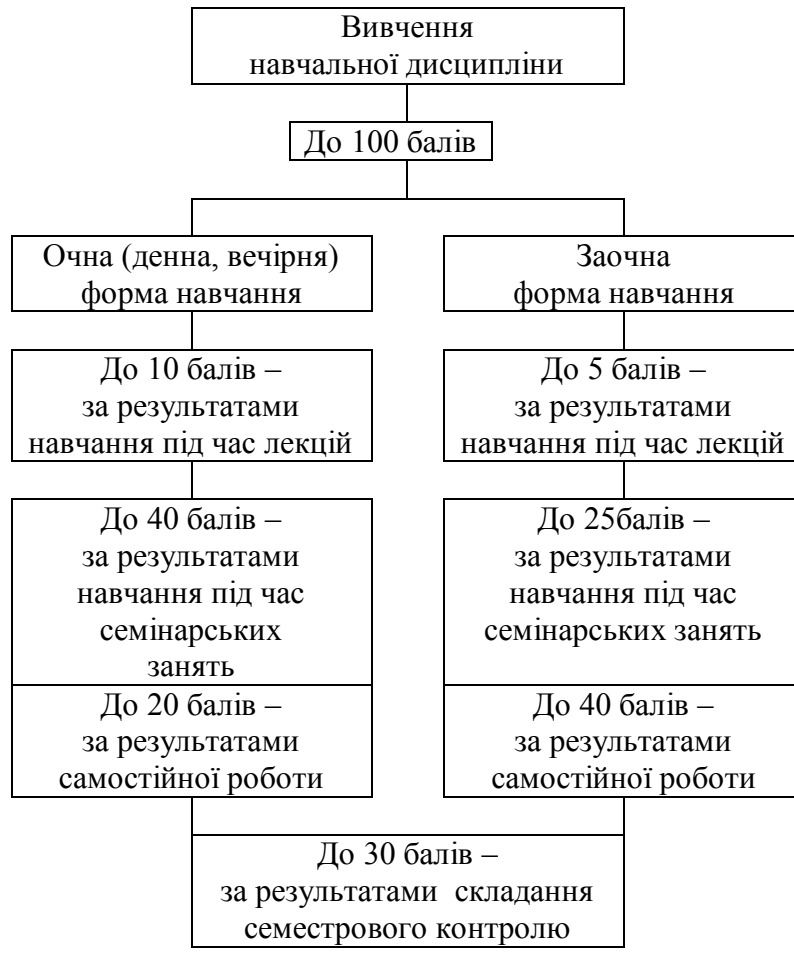 Вивчення
навчальної дисципліни
До 100 балів
Очна (денна, вечірня)
форма навчання
Заочна
форма навчання
До 10 балів –
за результатами
навчання під час лекцій
До 5 балів –
за результатами
навчання під час лекцій
До 40 балів –
за результатами
навчання під час
семінарських
занять
До 25балів –
за результатами
навчання під час
семінарських занять
До 20 балів –
за результатами
самостійної роботи
До 40 балів –
за результатами
самостійної роботи
До 30 балів –
за результатами складання
семестрового контролю